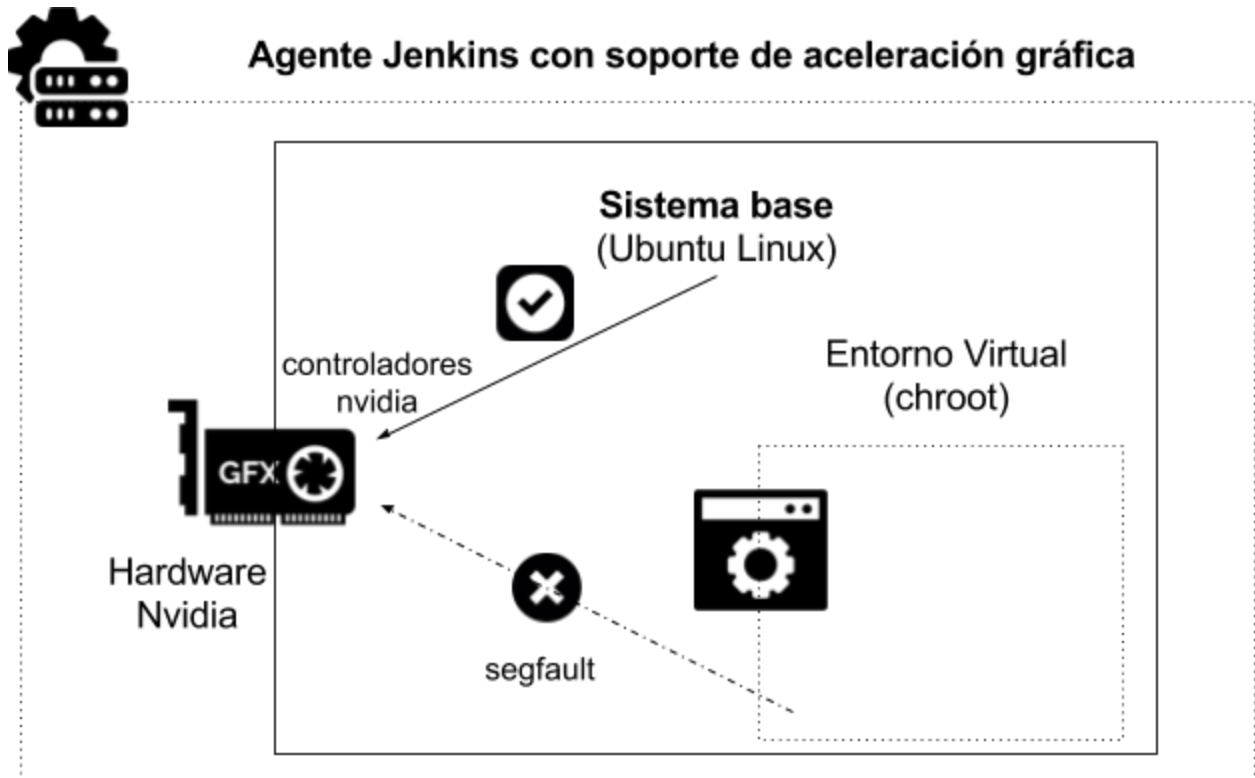 Agente Jenkins con soporte de aceleración gráfica
Sistema base
(Ubuntu Linux)
controladores
nvidia
Entorno Virtual
(chroot)
GFX
Hardware
Nvidia
segfault